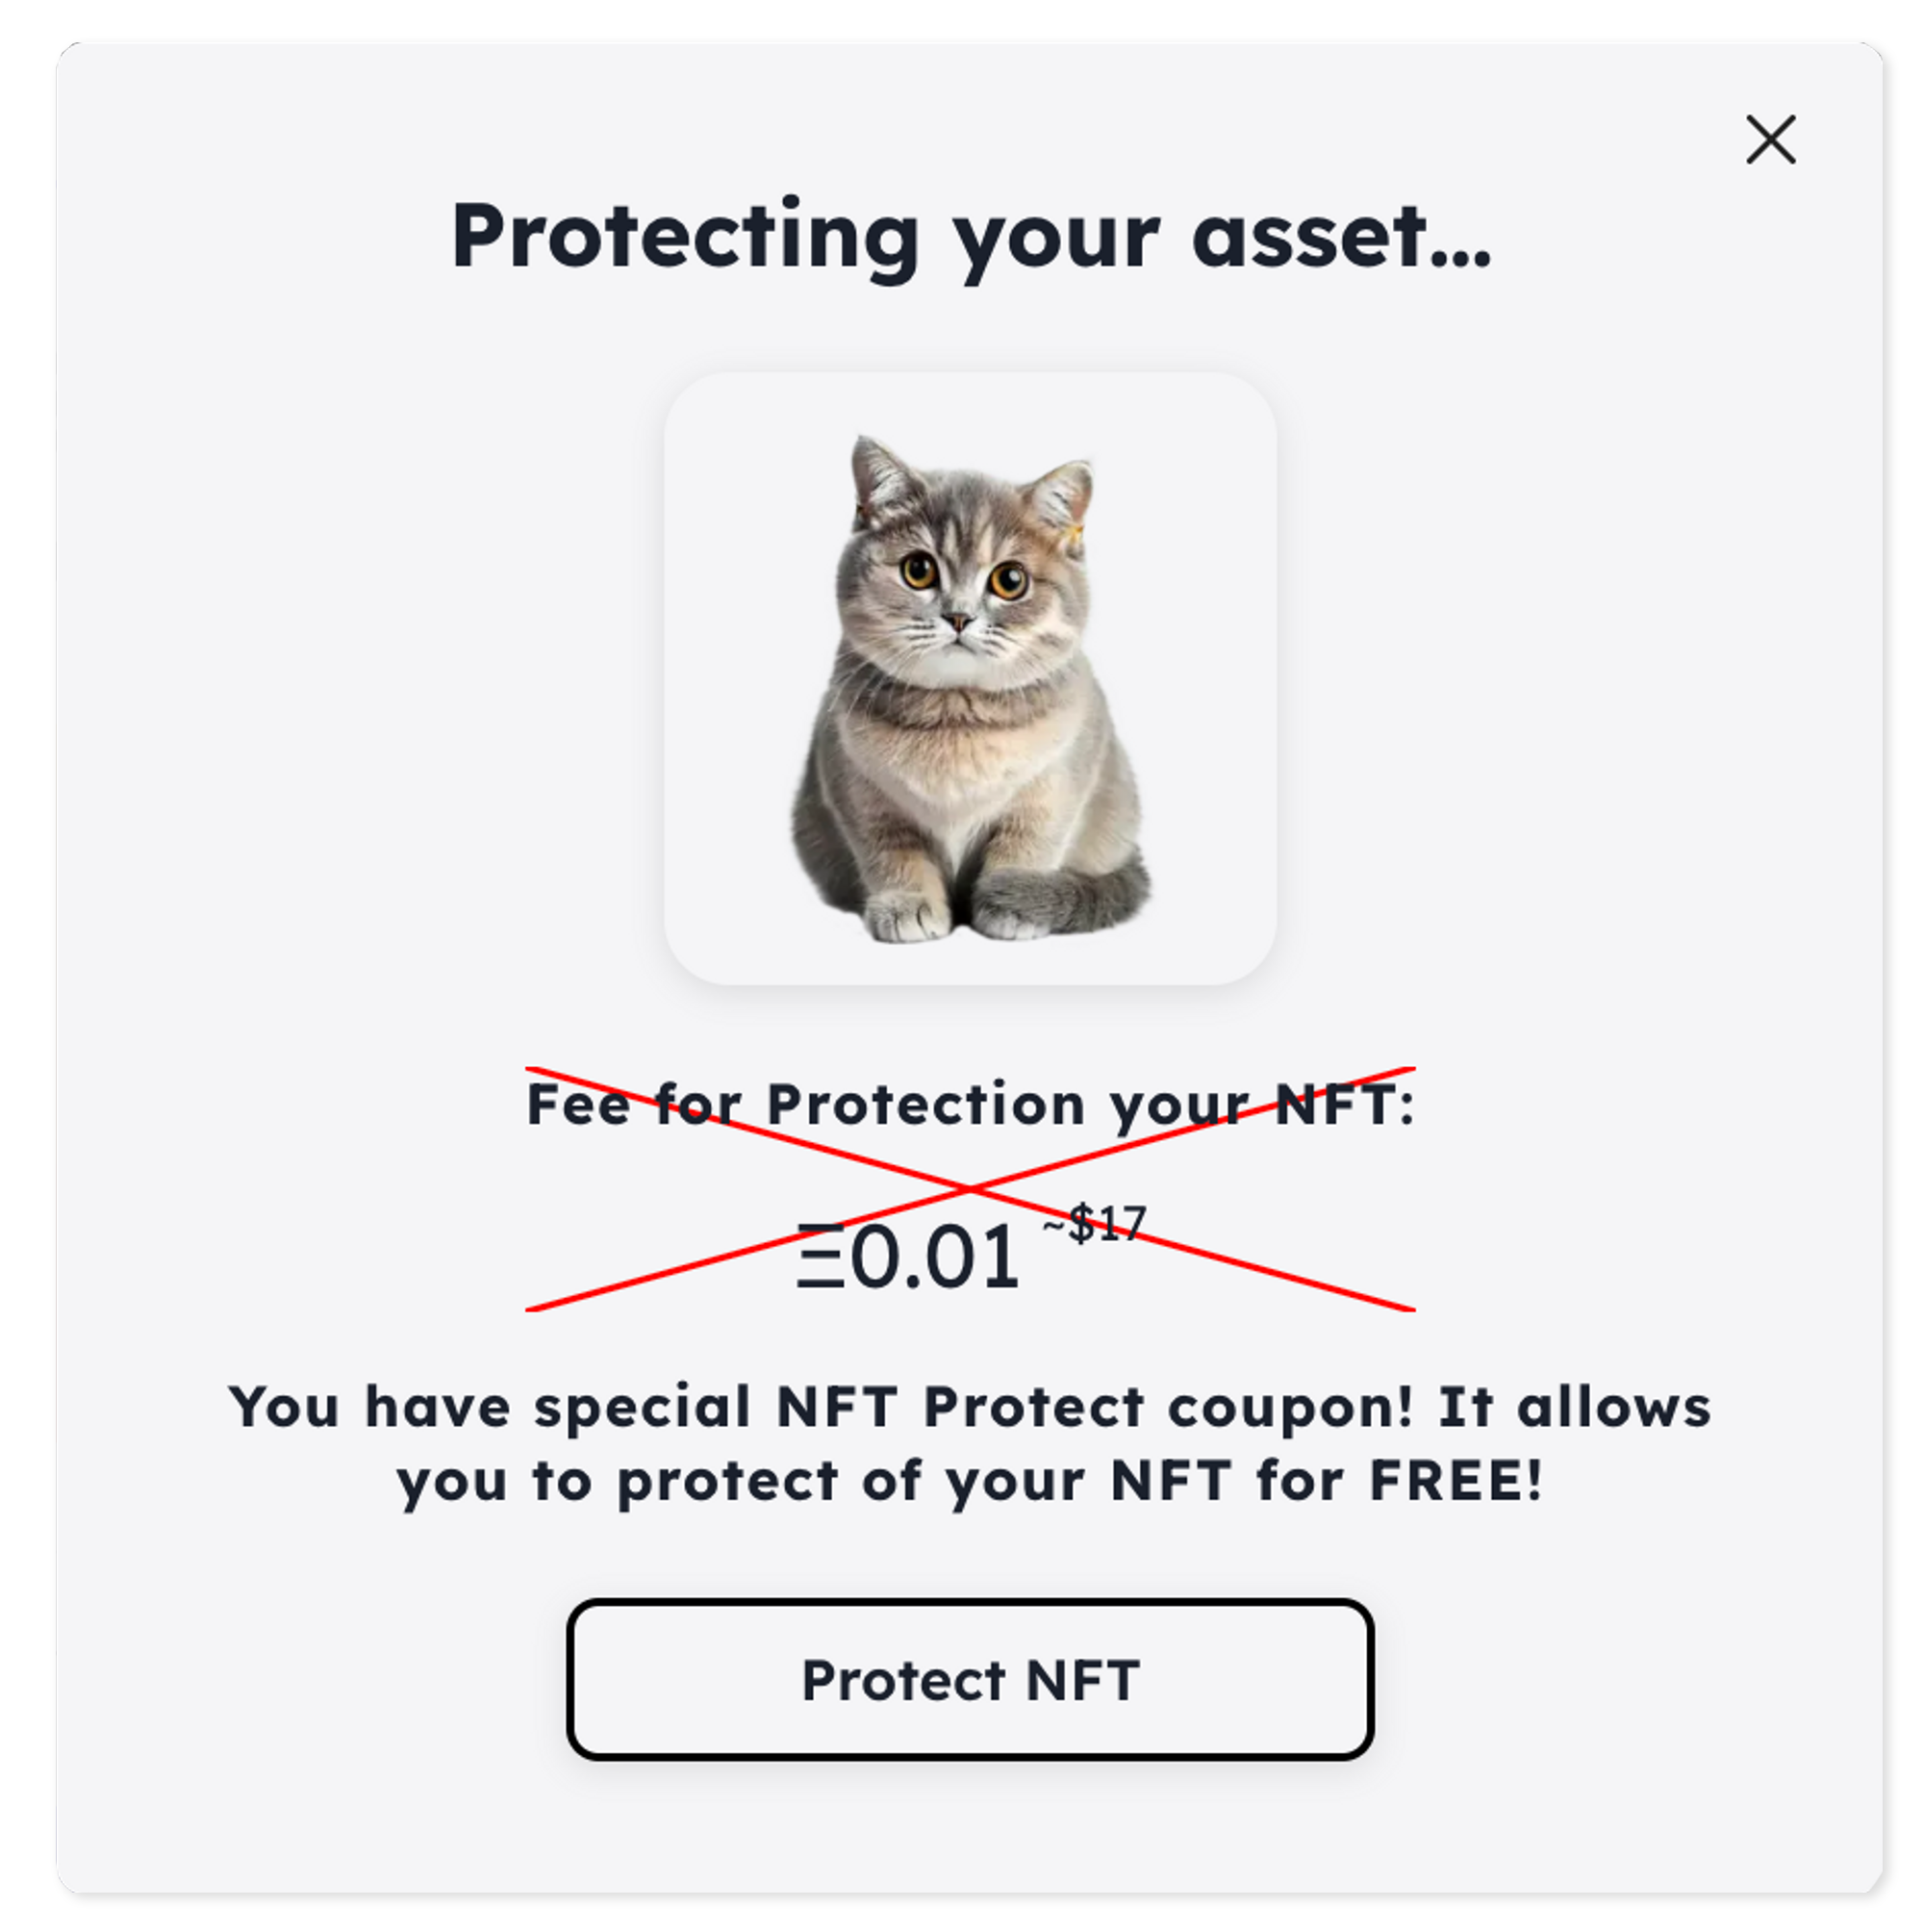 Protecting your asset...
Fee for Protection your NFT:
Ξ0.01 ~$17
You have special NFT Protect coupon! It allows
you to protect of your NFT for FREE!
Protect NFT